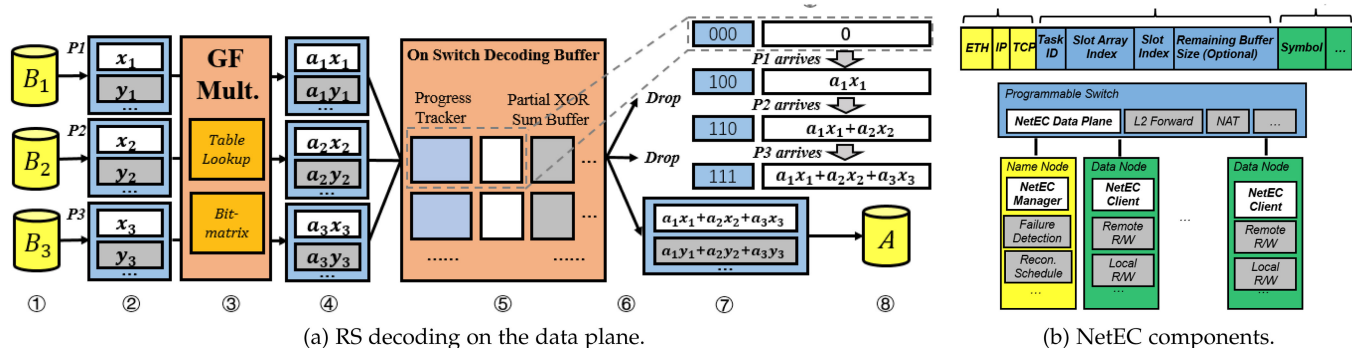 B1
P1
x1
y1
...
B2
P2
x2
y2
...
B3
P3
x3
y3
...
GF
Mult.
Table
Lookup
Bit-
matrix
a1x1
a1y1
...
a2x2
a2y2
...
a3x3
a3y3
...
On Switch Decoding Buffer
Progress
Tracker
Partial XOR
Sum Buffer
...
...
......
......
Drop
Drop
000
0
P1 arrives
100
a1x1
P2 arrives
110
a1x1+a2x2
P3 arrives
111
a1x1+a2x2+a3x3
a1x1+a2x2+a3x3
a1y1+a2y2+a3y3
...
A
① ② ③ ④ ⑤ ⑥ ⑦ ⑧
(a) RS decoding on the data plane.
ETH IP TCP
Task
ID
Slot Array
Index
Slot
Index
Remaining Buffer
Size (Optional)
Symbol
...
Programmable Switch
NetEC Data Plane
L2 Forward
NAT
...
Name Node
NetEC
Manager
Failure
Detection
Recon.
Schedule
...
Data Node
NetEC
Client
Remote
R/W
Local
R/W
...
...
Data Node
NetEC
Client
Remote
R/W
Local
R/W
...
(b) NetEC components.